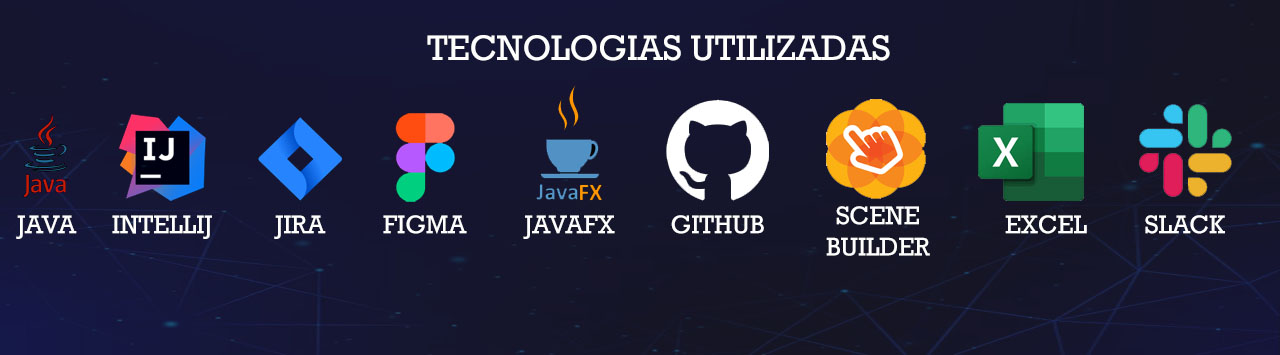 TECNOLOGIAS UTILIZADAS
Java
IJ
JavaFX
X
JAVA
INTELLIJ
JIRA
FIGMA
JAVAFX
GITHUB
SCENE
BUILDER
EXCEL
SLACK